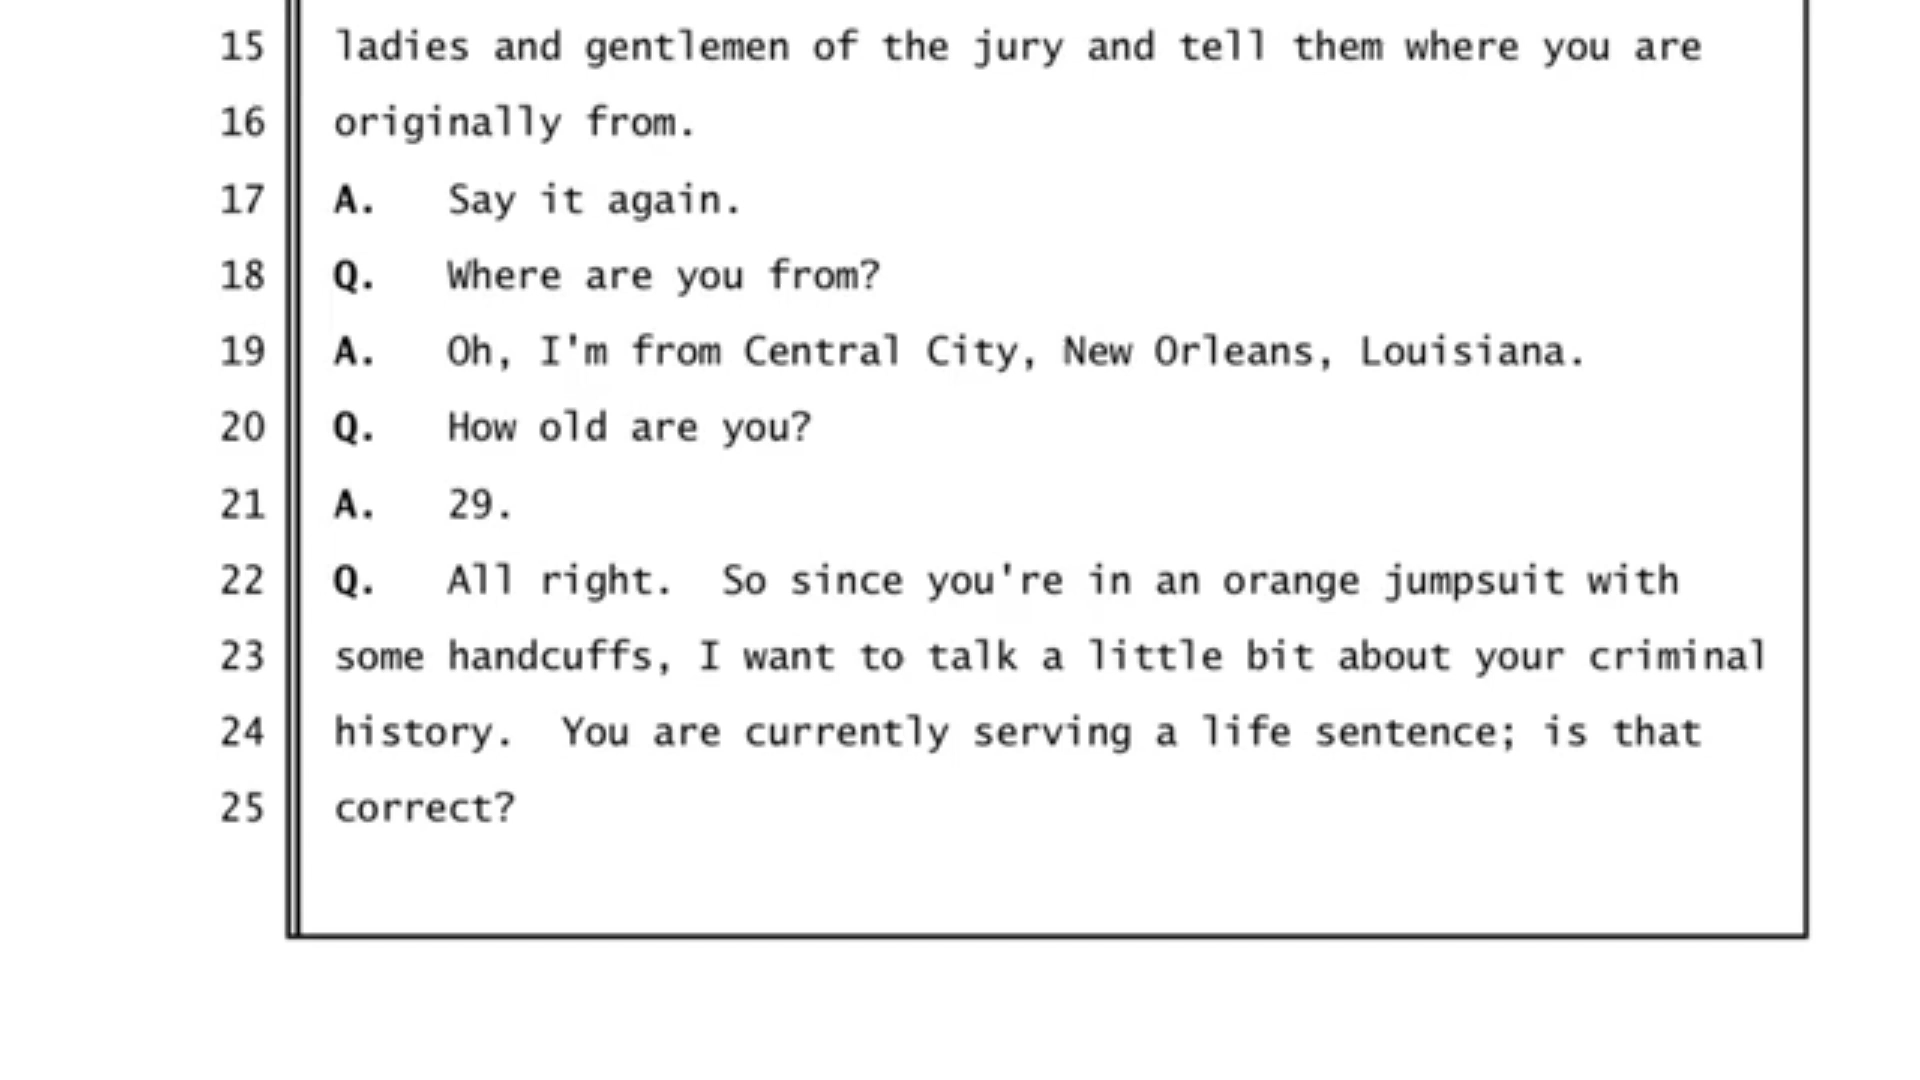 15 ladies and gentlemen of the jury and tell them where you are
16 originally from.
17 A. Say it again.
18 Q. Where are you from?
19 A. Oh, I'm from Central City, New Orleans, Louisiana.
20 Q. How old are you?
21 A. 29.
22 Q. All right. So since you're in an orange jumpsuit with
23 some handcuffs, I want to talk a little bit about your criminal
24 history. You are currently serving a life sentence; is that
25 correct?